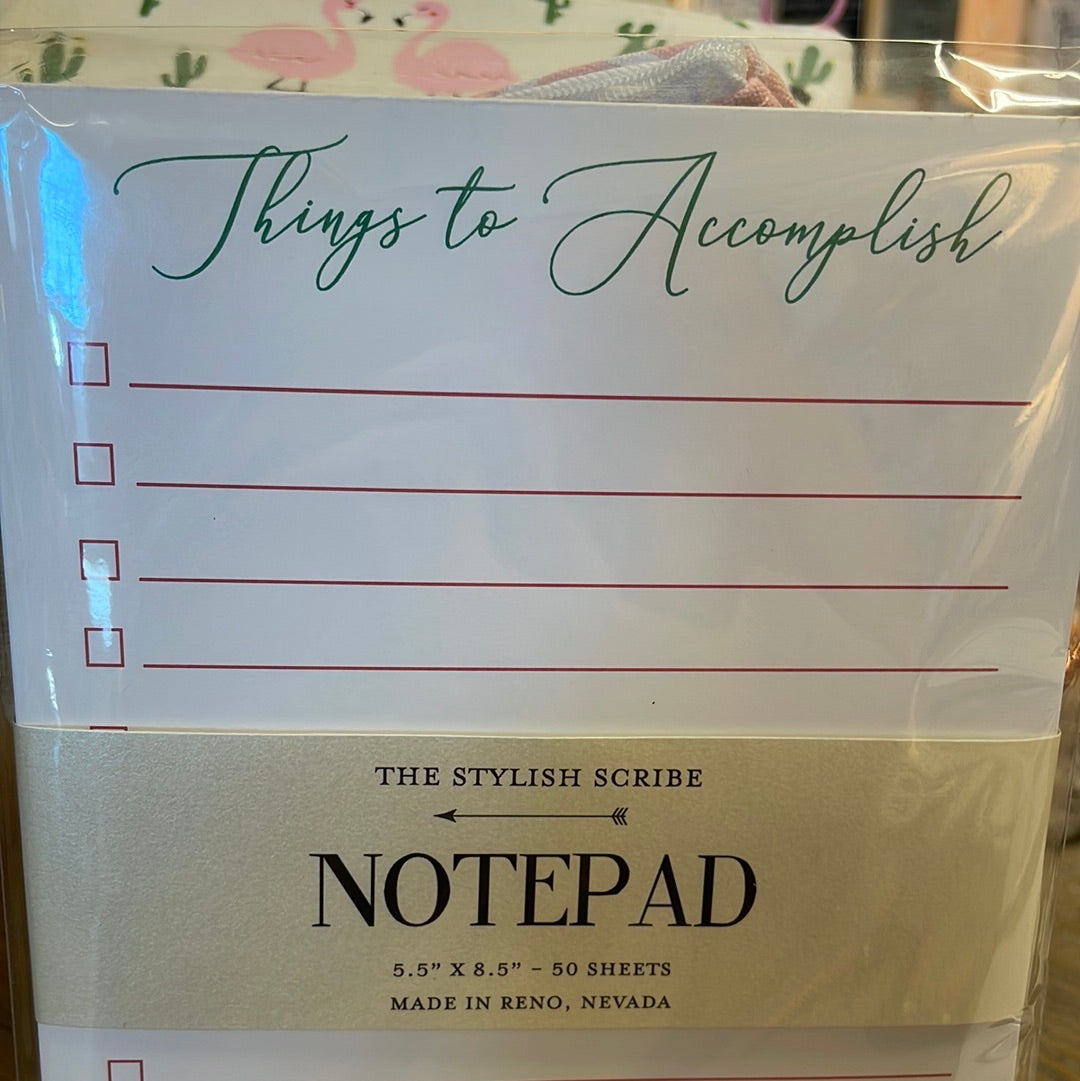 Things to Accomplish
THE STYLISH SCRIBE
NOTEPAD
5.5” X 8.5” – 50 SHEETS
MADE IN RENO, NEVADA